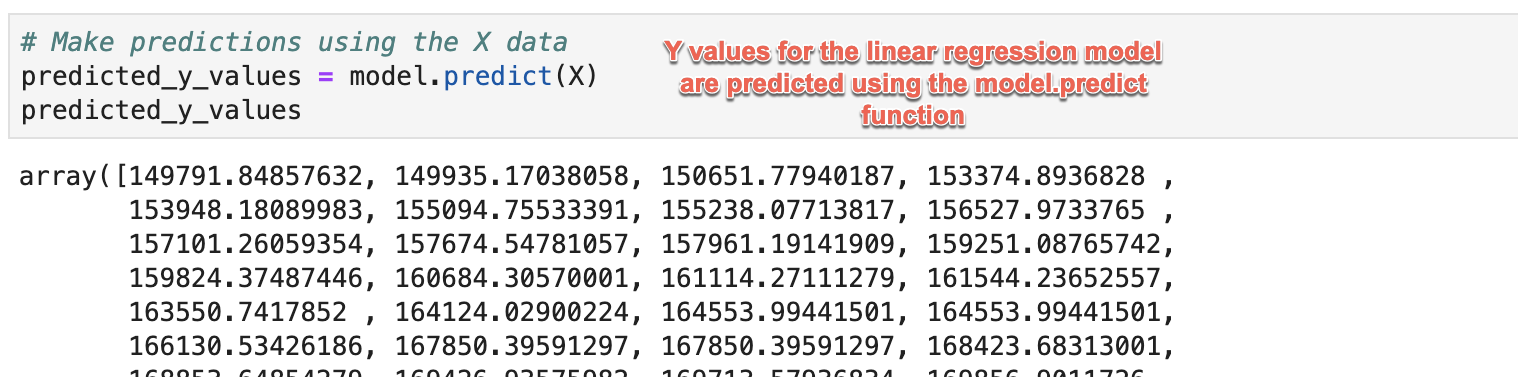 # Make predictions using the X data
predicted_y_values = model.predict(X)
predicted_y_values
Y values for the linear regression model
are predicted using the model.predict
function
array([149791.84857632, 149935.17038058, 150651.77940187, 153374.8936828 ,
153948.18089983, 155094.75533391, 155238.07713817, 156527.9733765 ,
157101.26059354, 157674.54781057, 157961.19141909, 159251.08765742,
159824.37487446, 160684.30570001, 161114.27111279, 161544.23652557,
163550.7417852 , 164124.02900224, 164553.99441501, 164553.99441501,
166130.53426186, 167850.39591297, 167850.39591297, 168423.68313001,